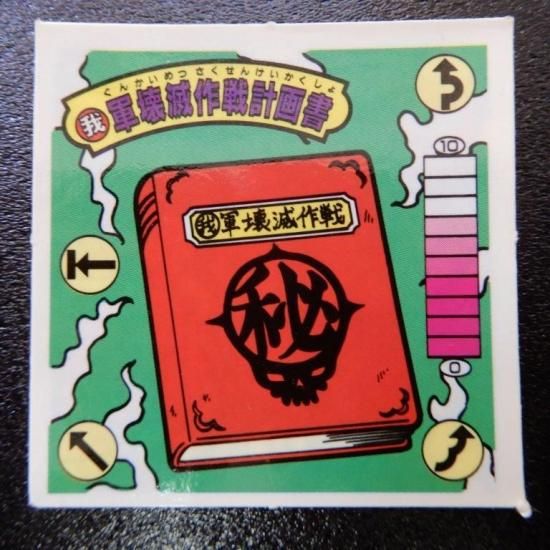 ぐんかいめつさくせんけいかくしょ
我軍壊滅作戦計画書
10
我軍壊滅作戦
秘
0